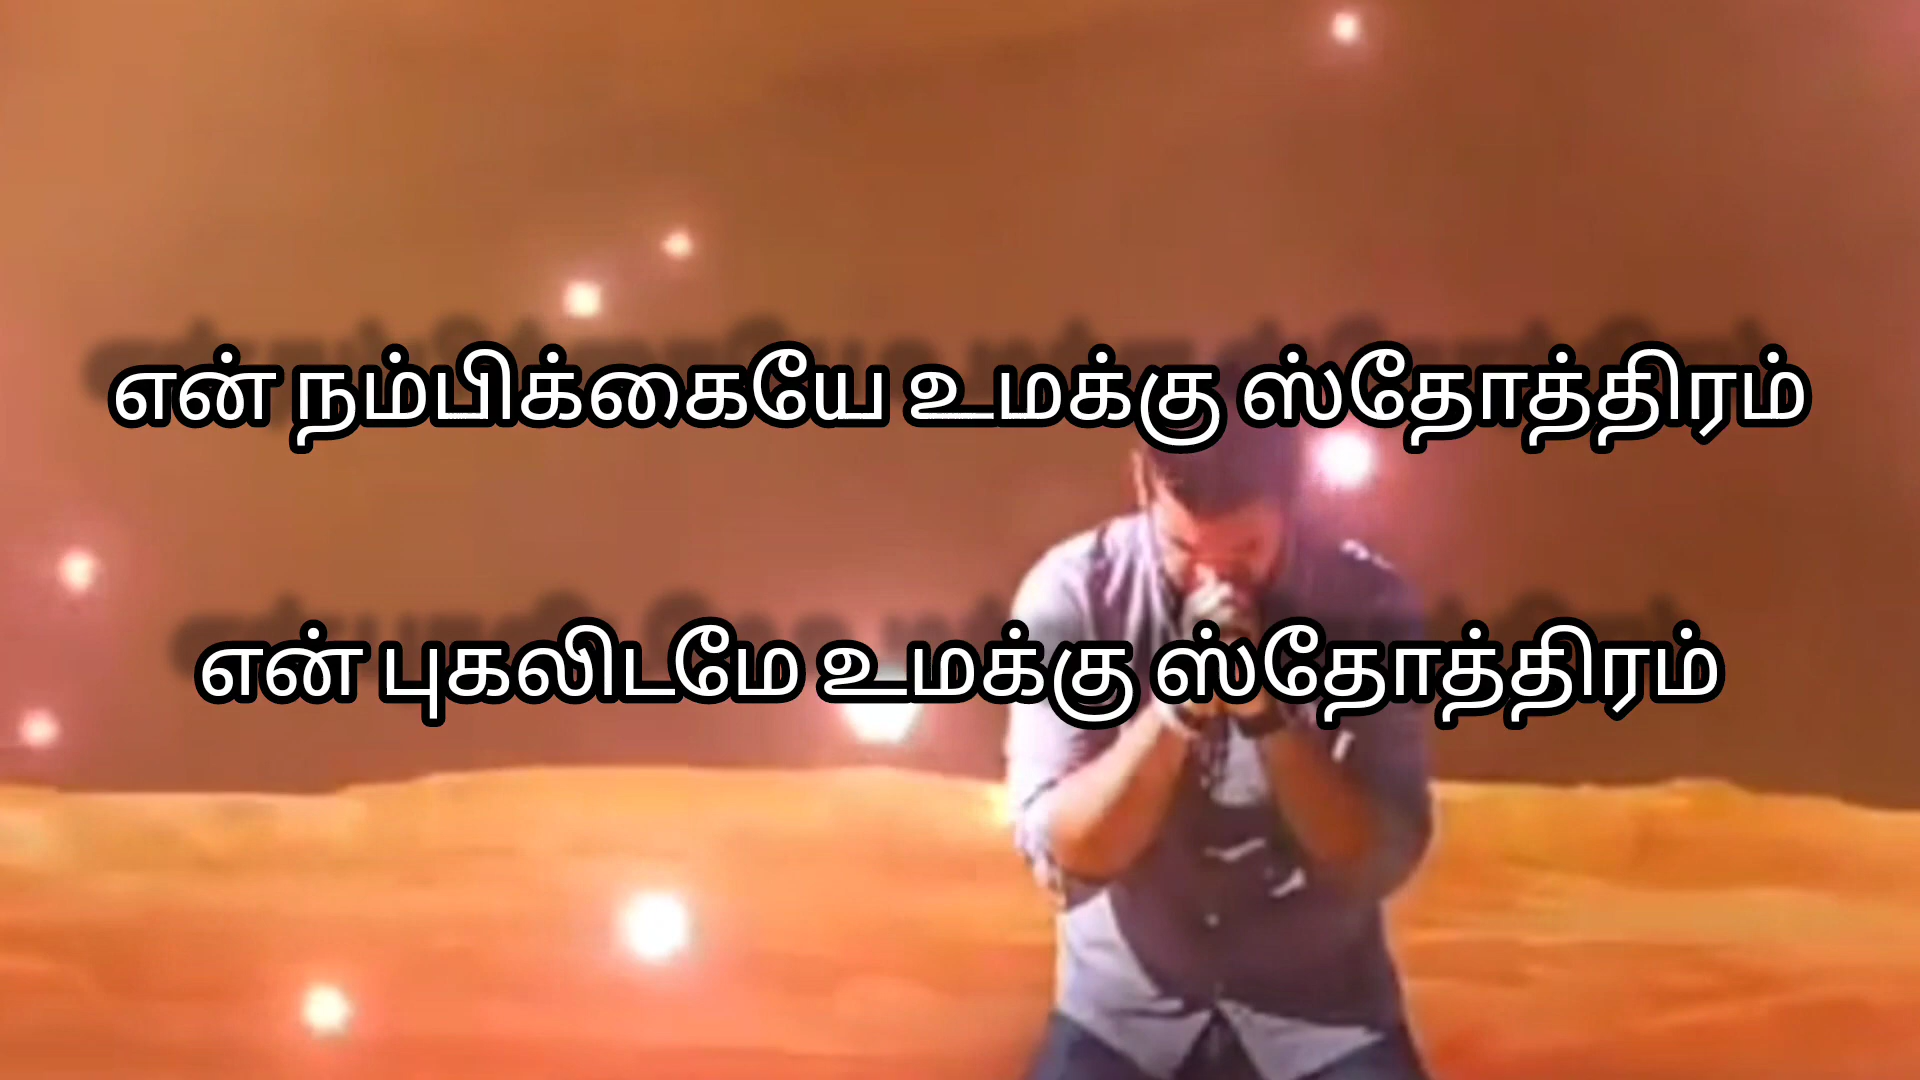 என் நம்பிக்கையே உமக்கு ஸ்தோத்திரம்
என் புகலிடமே உமக்கு ஸ்தோத்திரம்